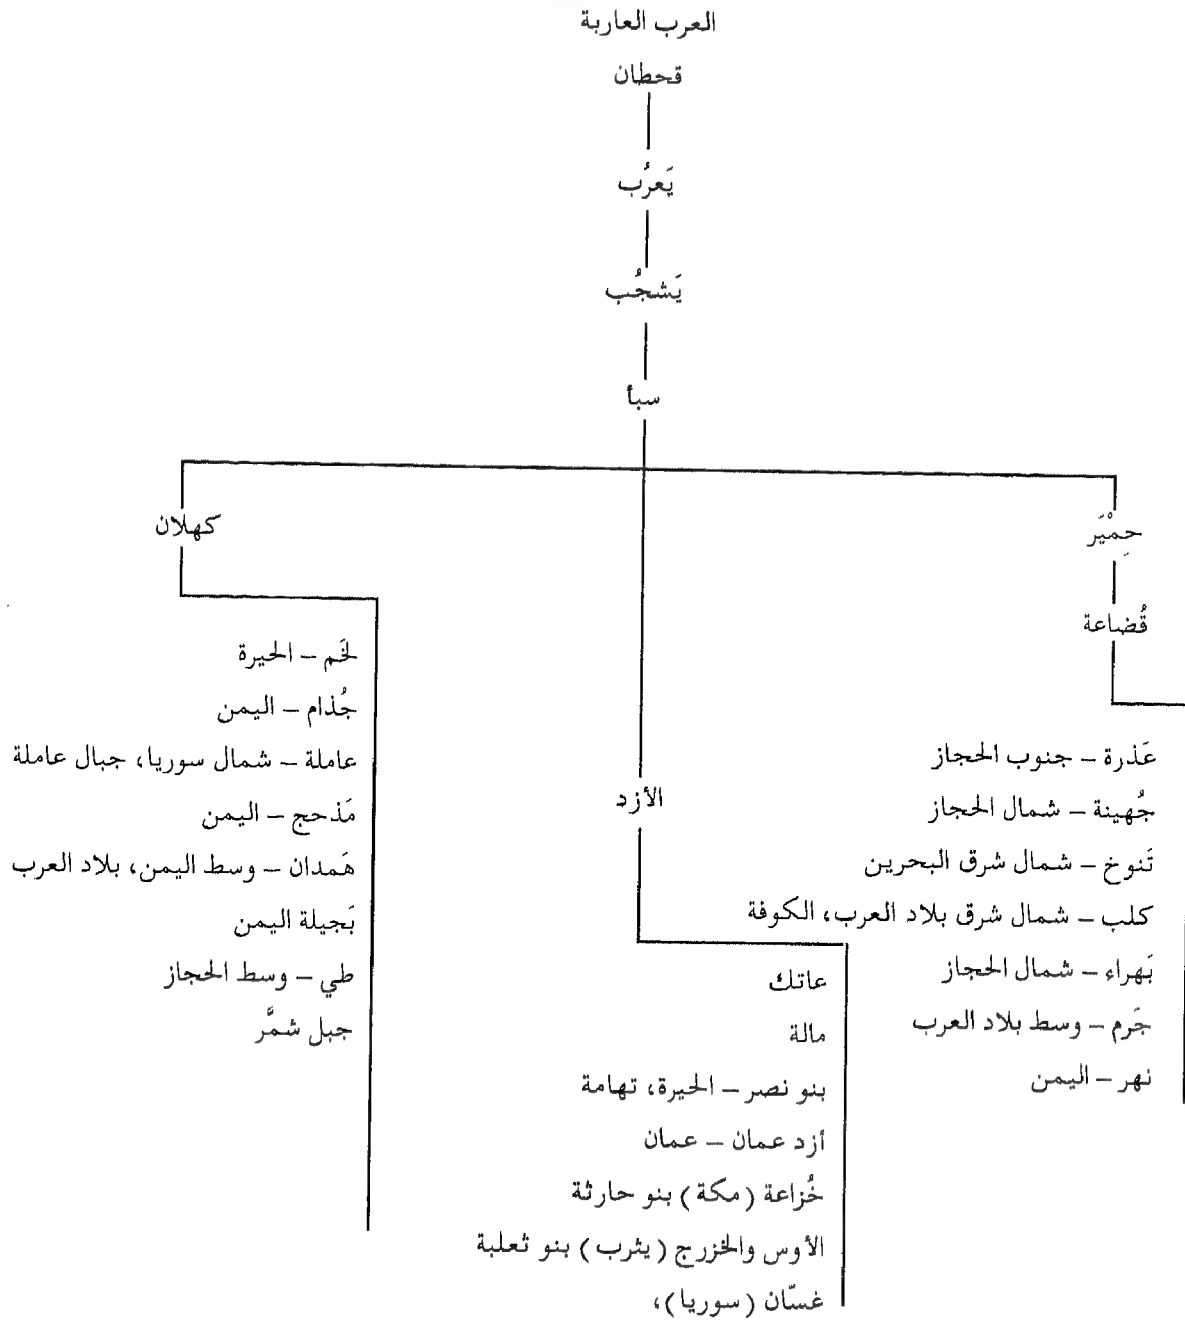 العرب العاربة
قحطان
يَعرُب
يَشجُب
سبأ
حِمْيَر
قُضاعة
عَذرة – جنوب الحجاز
جُهينة – شمال الحجاز
تَنوخ – شمال شرق البحرين
كلب – شمال شرق بلاد العرب، الكوفة
بَهراء – شمال الحجاز
جَرم – وسط بلاد العرب
نهر – اليمن
الأزد
عاتك
مالة
بنو نصر – الحيرة، تهامة
أزد عمان – عمان
خُزاعة (مكة) بنو حارثة
الأوس والخزرج (يثرب) بنو ثعلبة
غسّان (سوريا)،
كهلان
لخَم – الحيرة
جُذام – اليمن
عاملة – شمال سوريا، جبال عاملة
مَذحج – اليمن
هَمدان – وسط اليمن، بلاد العرب
بَجيلة اليمن
طي – وسط الحجاز
جبل شمَّر